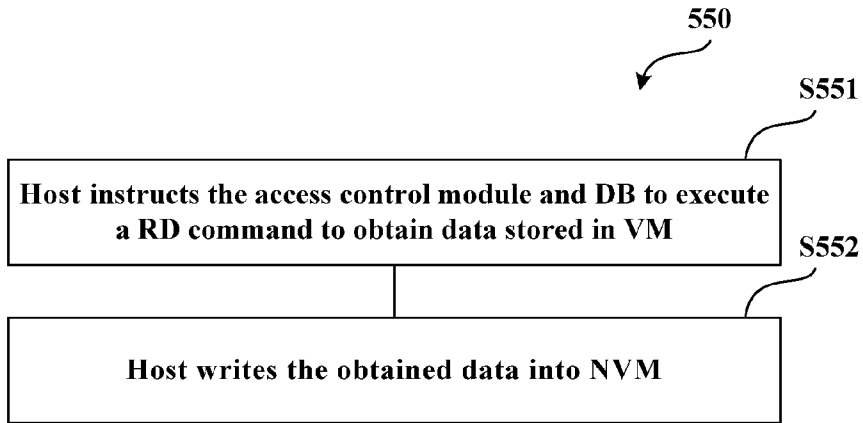 550
S551
Host instructs the access control module and DB to execute
a RD command to obtain data stored in VM
S552
Host writes the obtained data into NVM